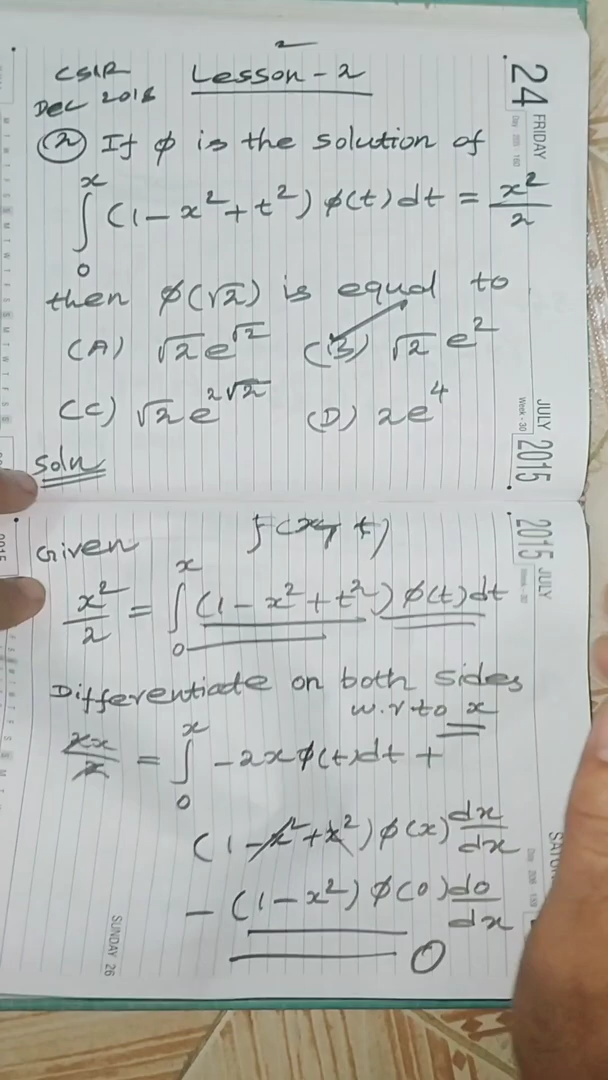 CSIR Lesson - 2
Dec 2018
(2) If φ is the solution of
∫₀ˣ (1 - x² + t²) φ(t) dt = x²/2
then φ(√2) is equal to
(A) √2 e^√2 (B) √2 e²
(C) √2 e^2√2 (D) 2e⁴
Soln
24 FRIDAY
JULY 2015
Week - 30
2015 JULY
Given f(x, t)
x²/2 = ∫₀ˣ (1 - x² + t²) φ(t) dt
Differentiate on both sides
w.r to x
2x/2 = ∫₀ˣ -2x φ(t) dt +
(1 - x² + x²) φ(x) dx/dx
- (1 - x²) φ(0) d0/dx
0
SUNDAY 26